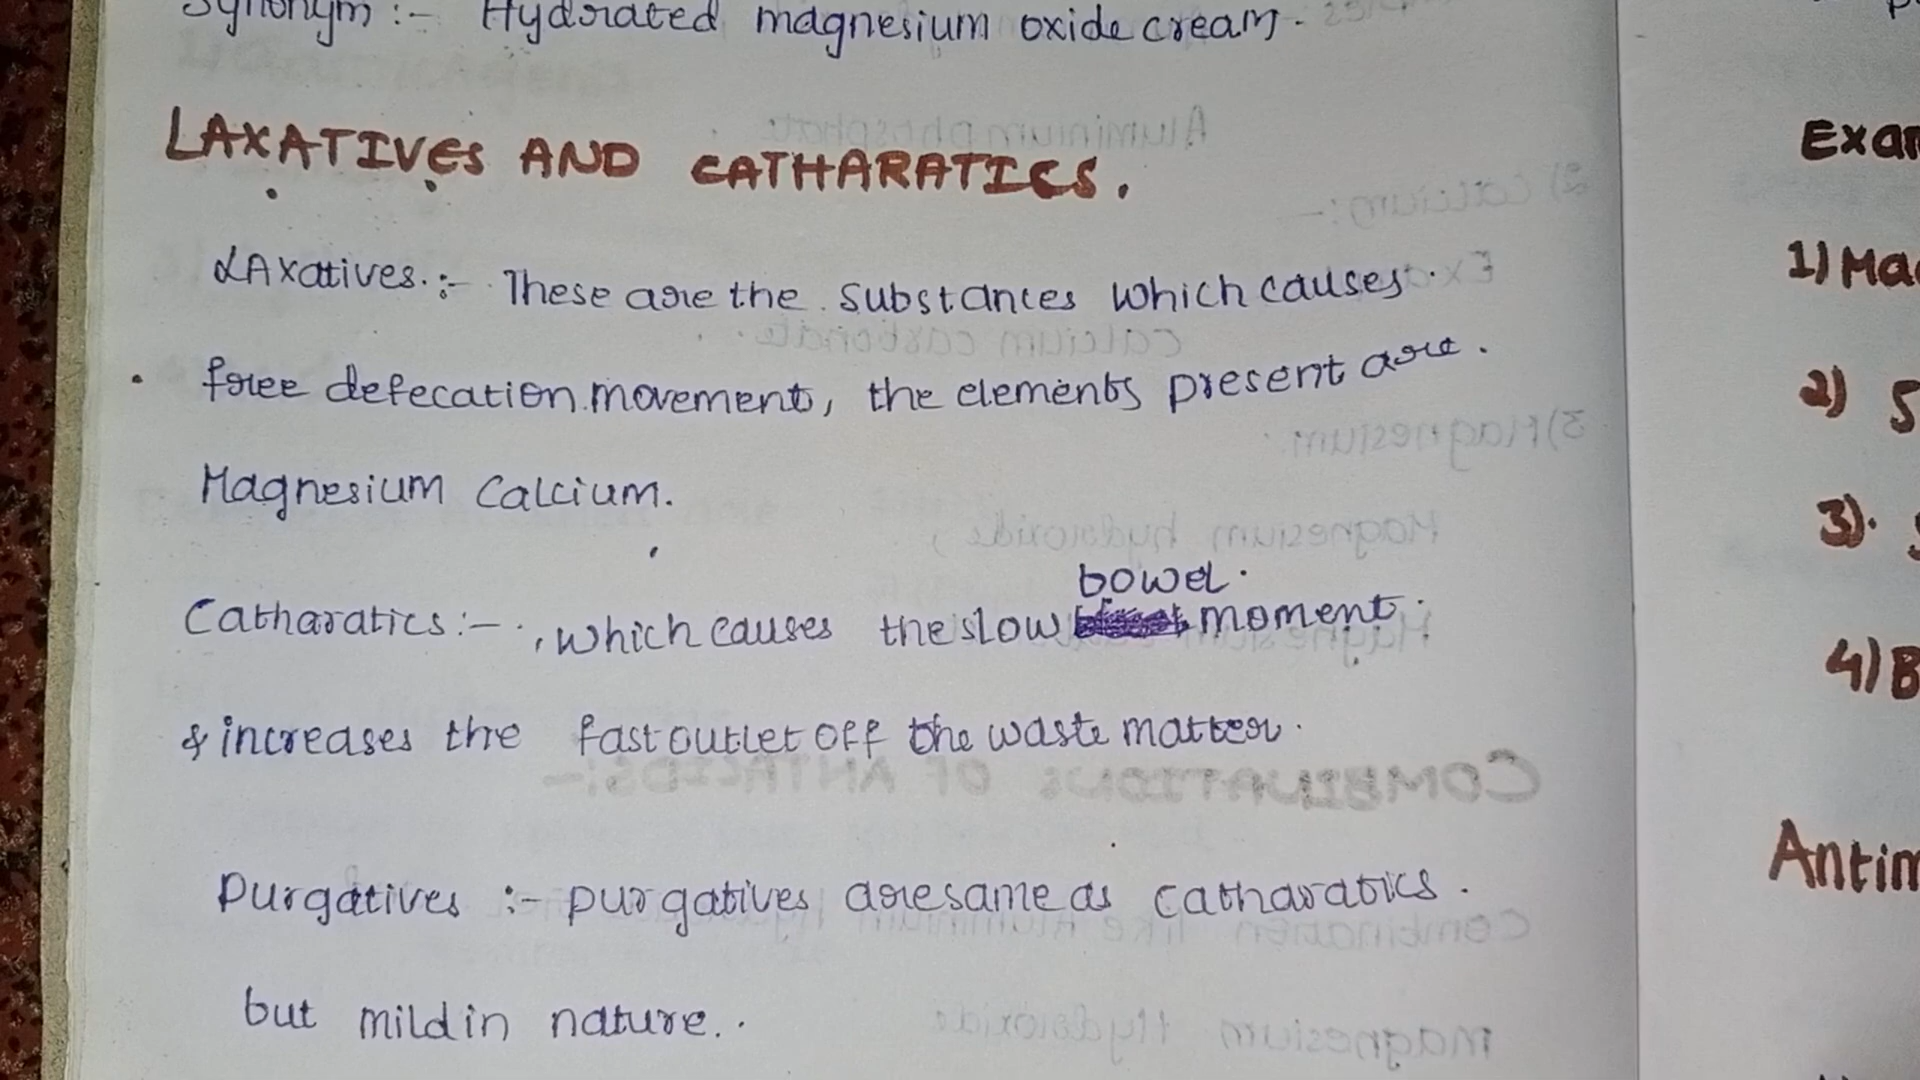 Synonym :- Hydrated magnesium oxide cream.
LAXATIVES AND CATHARATICS.
LAxatives :- These are the substances which causes
free defecation movement, the elements present are.
Magnesium Calcium.
bowel.
Catharatics :- , which causes the slow moment.
& increases the fast outlet off the waste matter.
Purgatives :- purgatives are same as catharatics.
but mild in nature.
Exam
1) Ma
2) S
3).
4) B
Antim